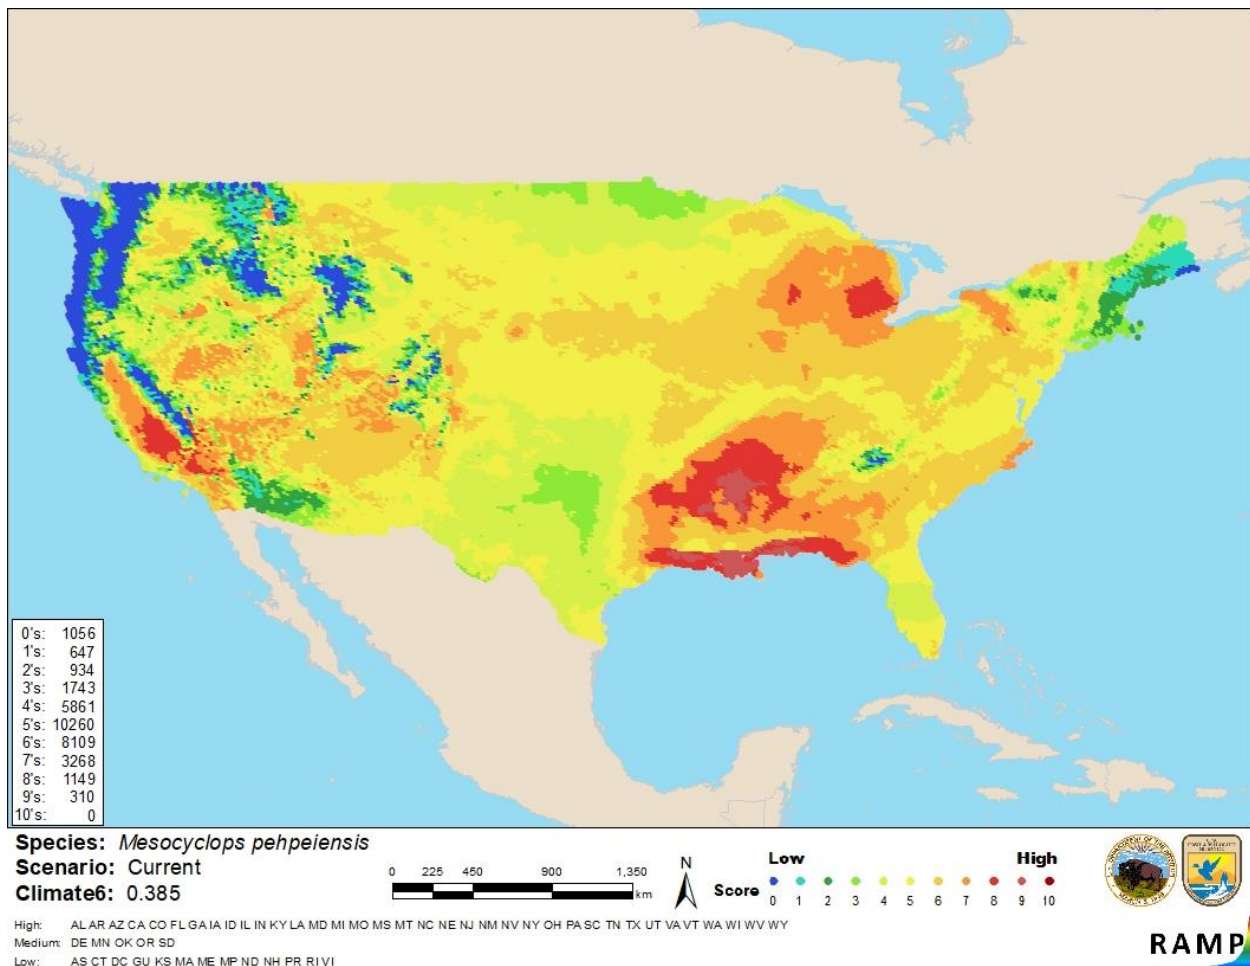 0's: 1056
1's: 647
2's: 934
3's: 1743
4's: 5861
5's: 10260
6's: 8109
7's: 3268
8's: 1149
9's: 310
10's: 0
Species: Mesocyclops pehpeiensis
Scenario: Current
Climate6: 0.385
0 225 450 900 1,350
km
N
Low High
Score 0 1 2 3 4 5 6 7 8 9 10
High: AL AR AZ CA CO FL GA IA ID IL IN KY LA MD MI MO MS MT NC NE NJ NM NV NY OH PA SC TN TX UT VA VT WA WI WV WY
Medium: DE MN OK OR SD
Low: AS CT DC GU KS MA ME MP ND NH PR RI VI
RAMP